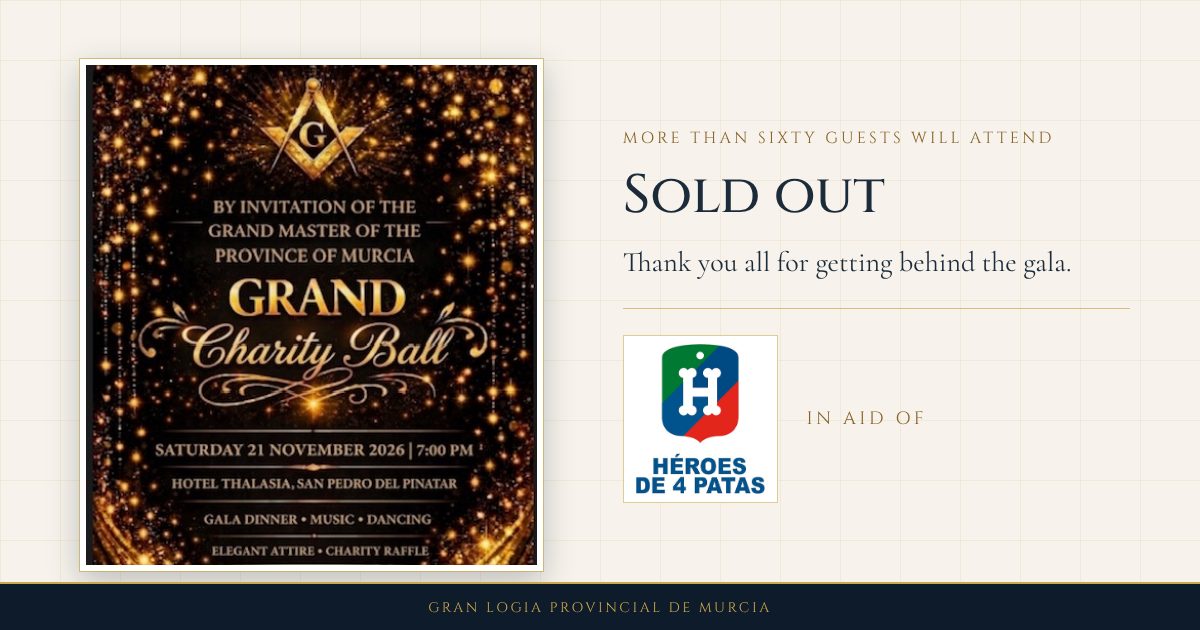 G
BY INVITATION OF THE
GRAND MASTER OF THE
PROVINCE OF MURCIA
GRAND
Charity Ball
SATURDAY 21 NOVEMBER 2026 | 7:00 PM
HOTEL THALASIA, SAN PEDRO DEL PINATAR
GALA DINNER • MUSIC • DANCING
ELEGANT ATTIRE • CHARITY RAFFLE
MORE THAN SIXTY GUESTS WILL ATTEND
SOLD OUT
Thank you all for getting behind the gala.
H
HÉROES
DE 4 PATAS
IN AID OF
GRAN LOGIA PROVINCIAL DE MURCIA